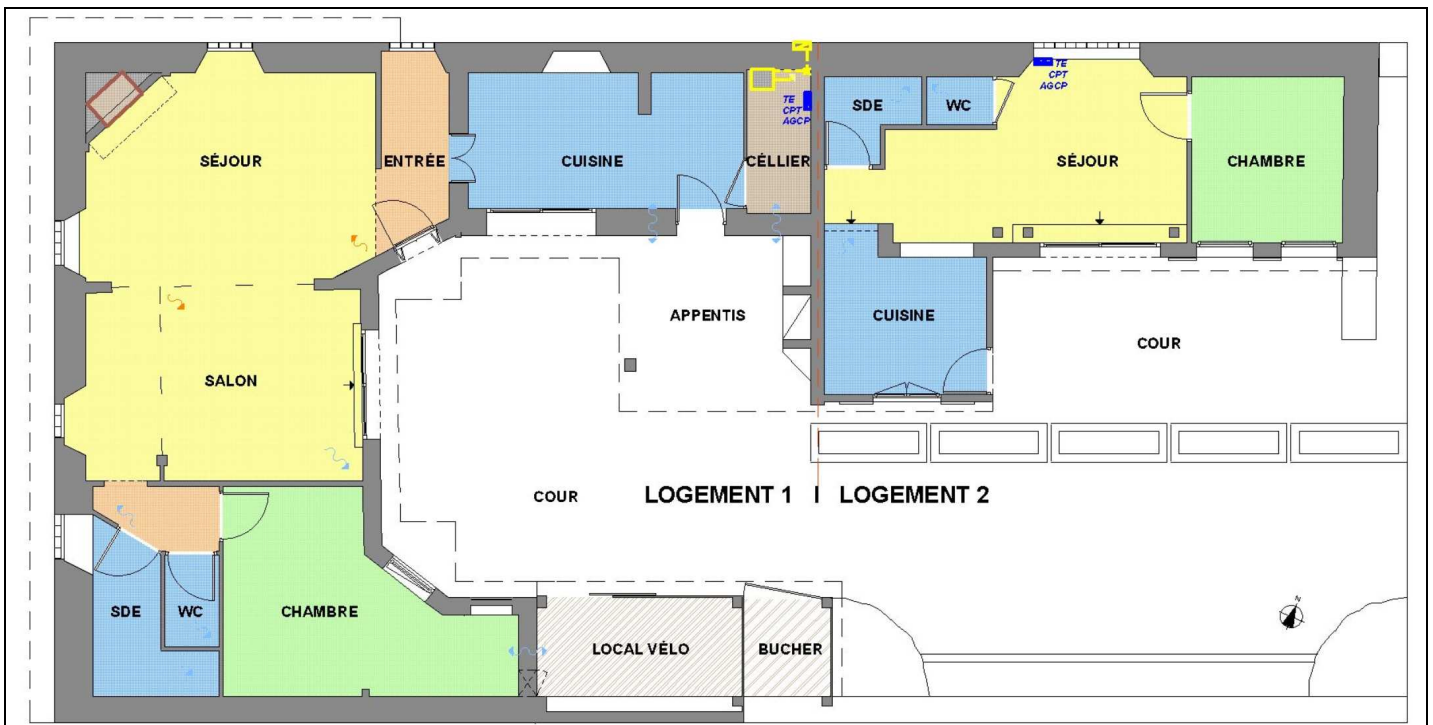 TE
CPT
AGCP
TE
CPT
AGCP
SDE
WC
SÉJOUR
ENTRÉE
CUISINE
CÉLLIER
SÉJOUR
CHAMBRE
APPENTIS
CUISINE
COUR
SALON
COUR
LOGEMENT 1 I LOGEMENT 2
SDE
WC
CHAMBRE
LOCAL VÉLO
BUCHER
N